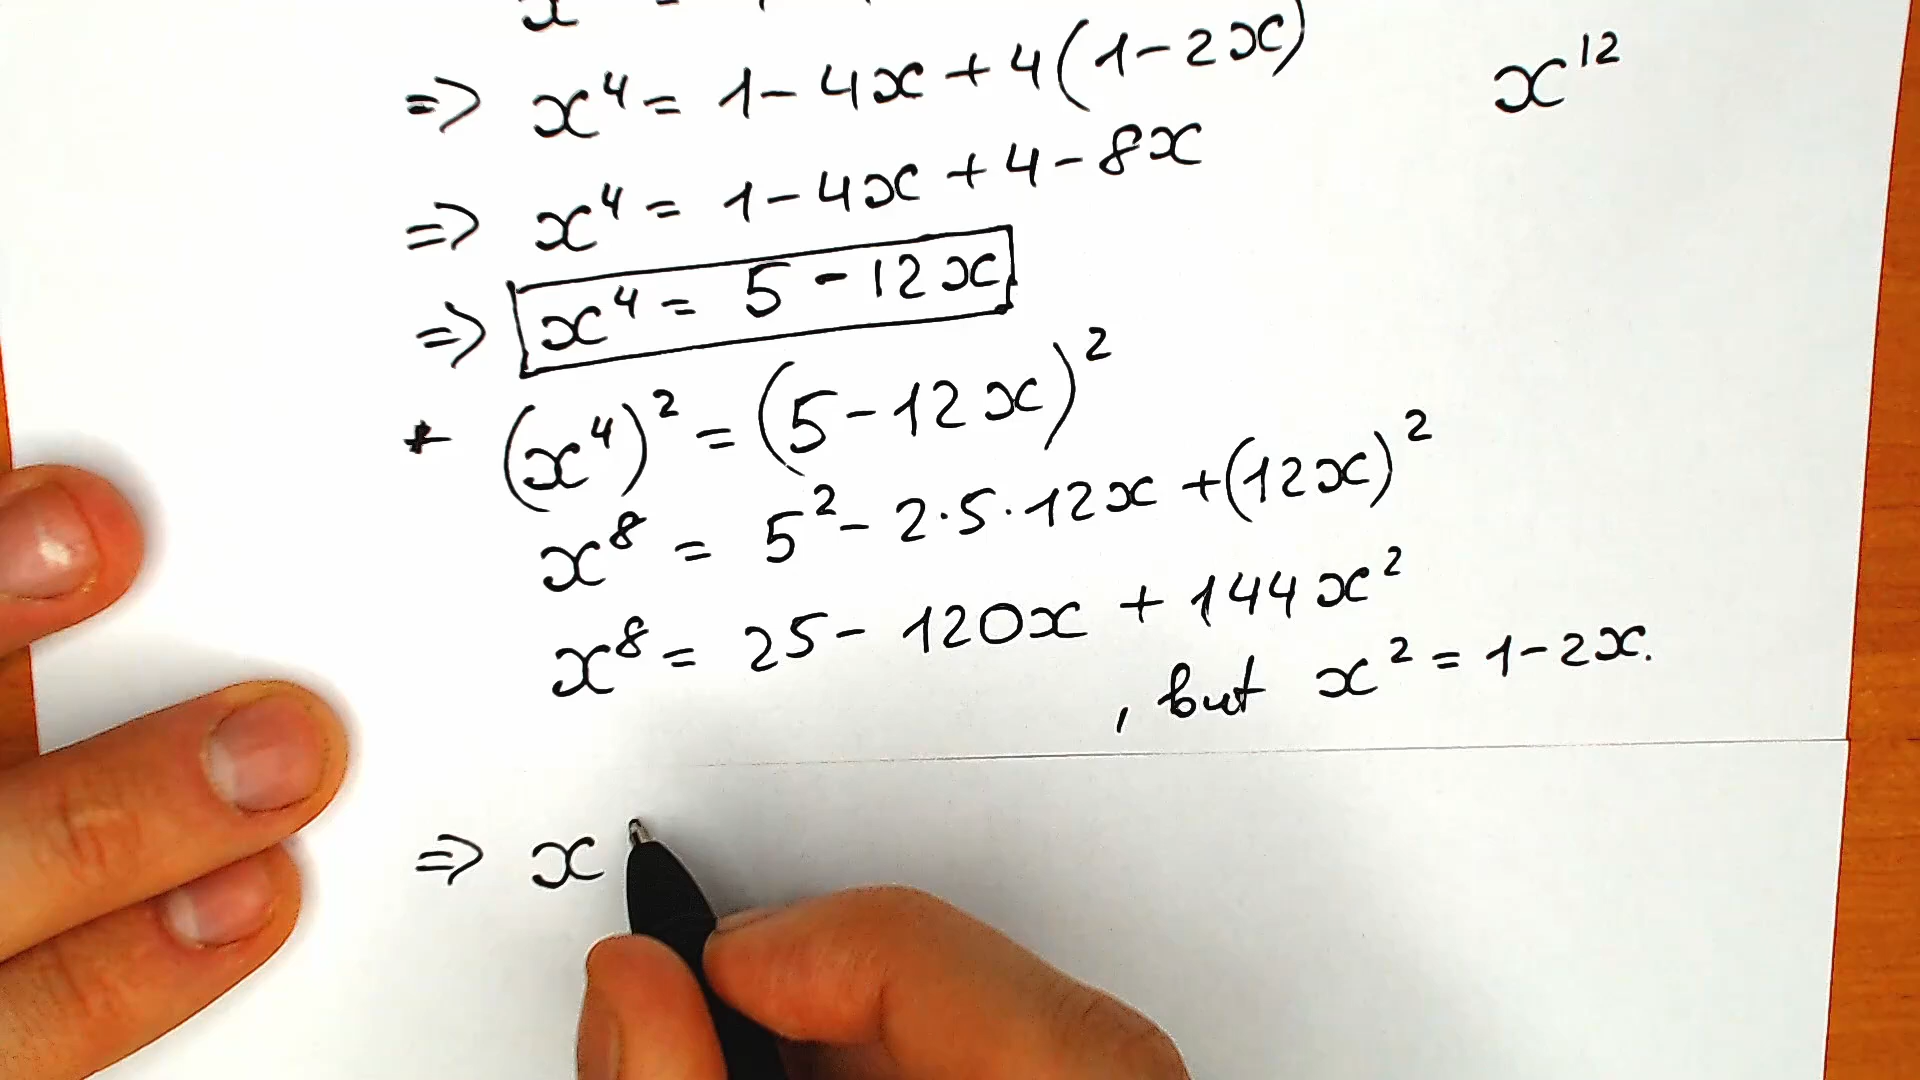 => x⁴ = 1 - 4x + 4(1 - 2x)
x¹²
=> x⁴ = 1 - 4x + 4 - 8x
=> x⁴ = 5 - 12x
* (x⁴)² = (5 - 12x)²
x⁸ = 5² - 2·5·12x + (12x)²
x⁸ = 25 - 120x + 144x²
, but x² = 1 - 2x.
=> x